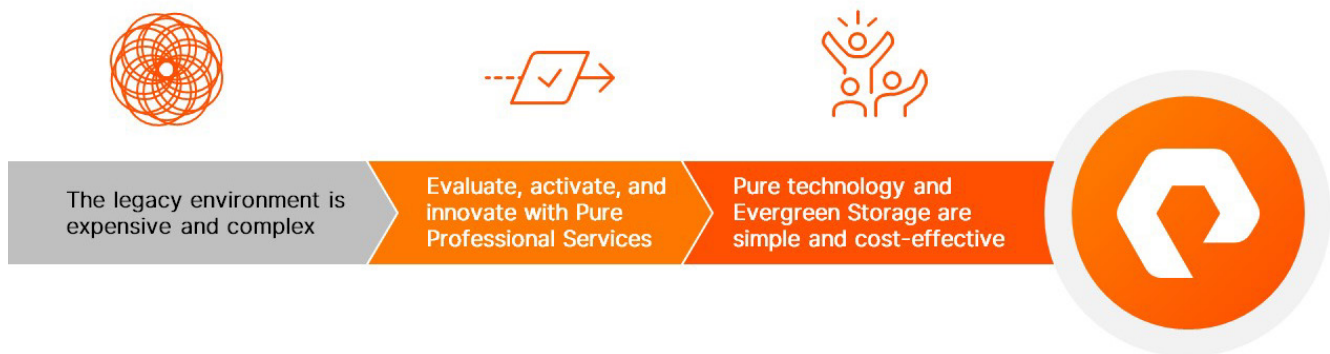 The legacy environment is
expensive and complex
Evaluate, activate, and
innovate with Pure
Professional Services
Pure technology and
Evergreen Storage are
simple and cost-effective